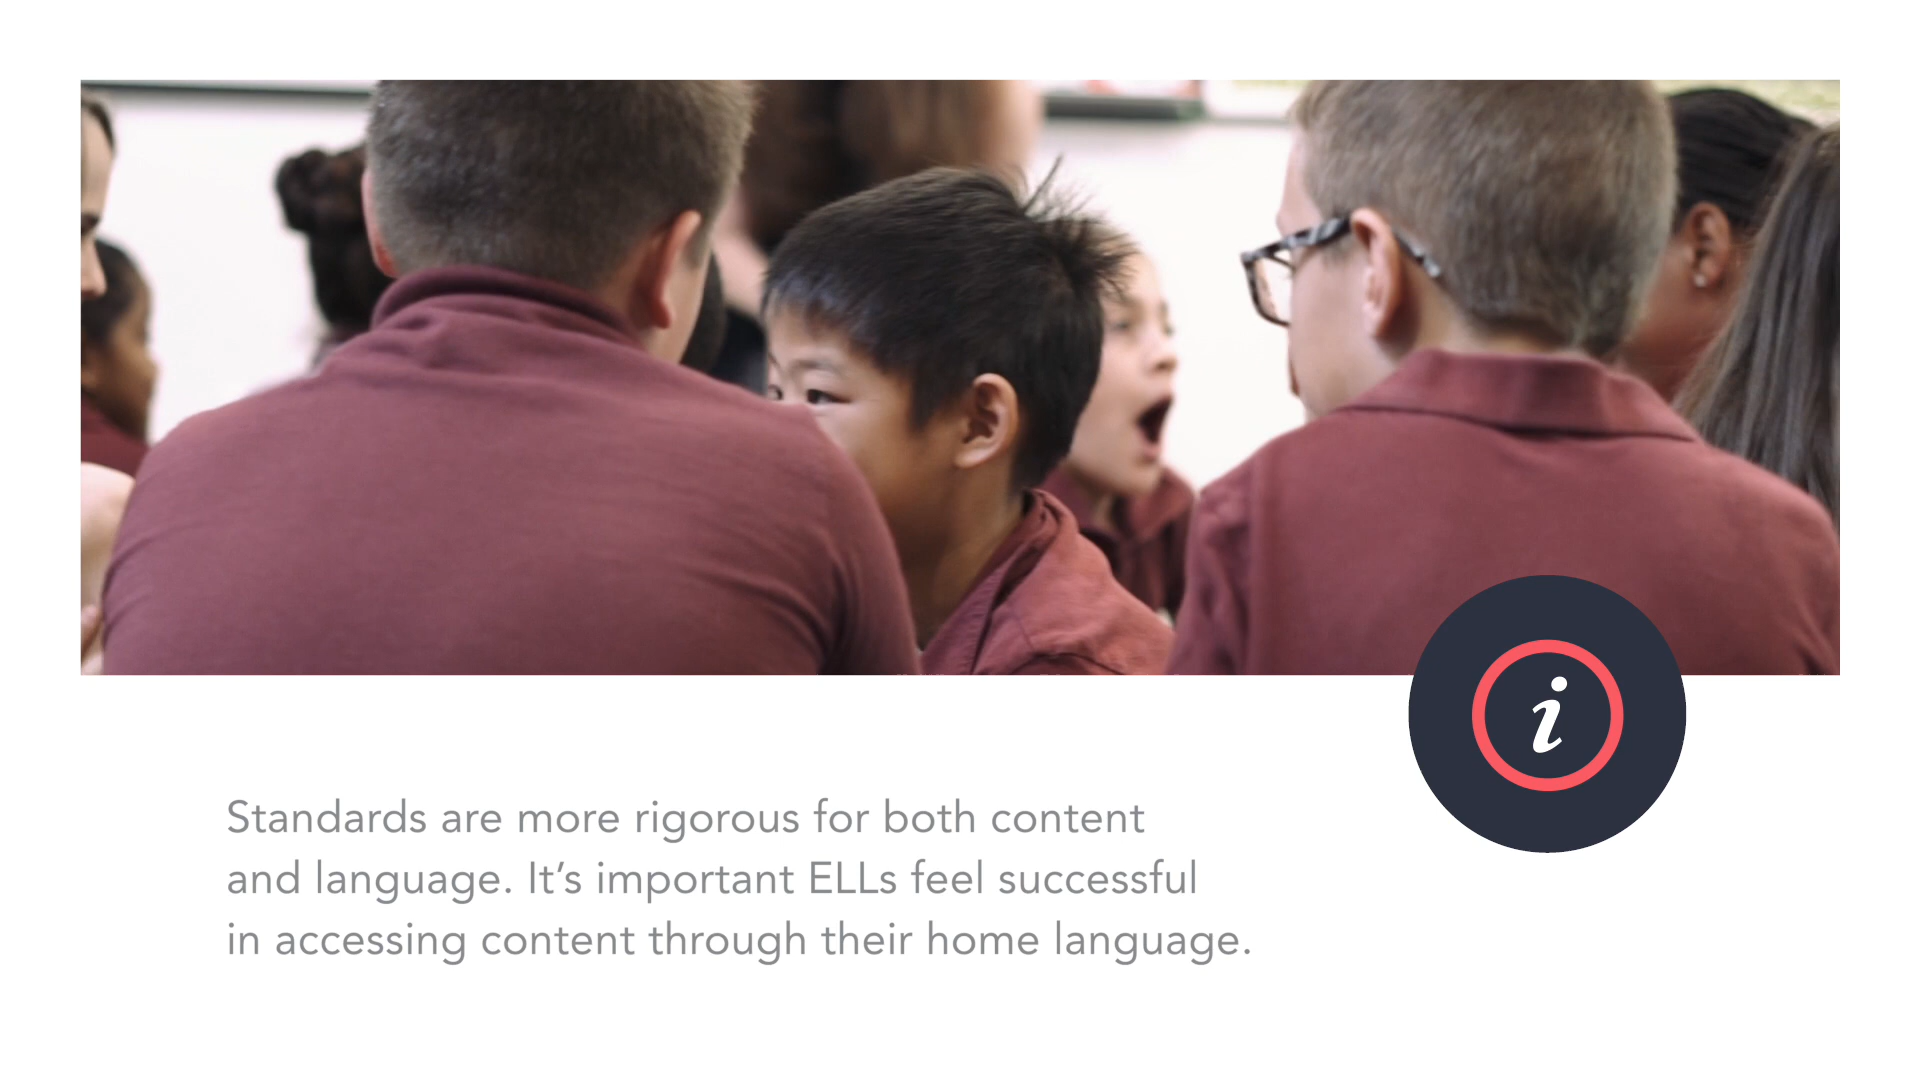 i
Standards are more rigorous for both content
and language. It’s important ELLs feel successful
in accessing content through their home language.